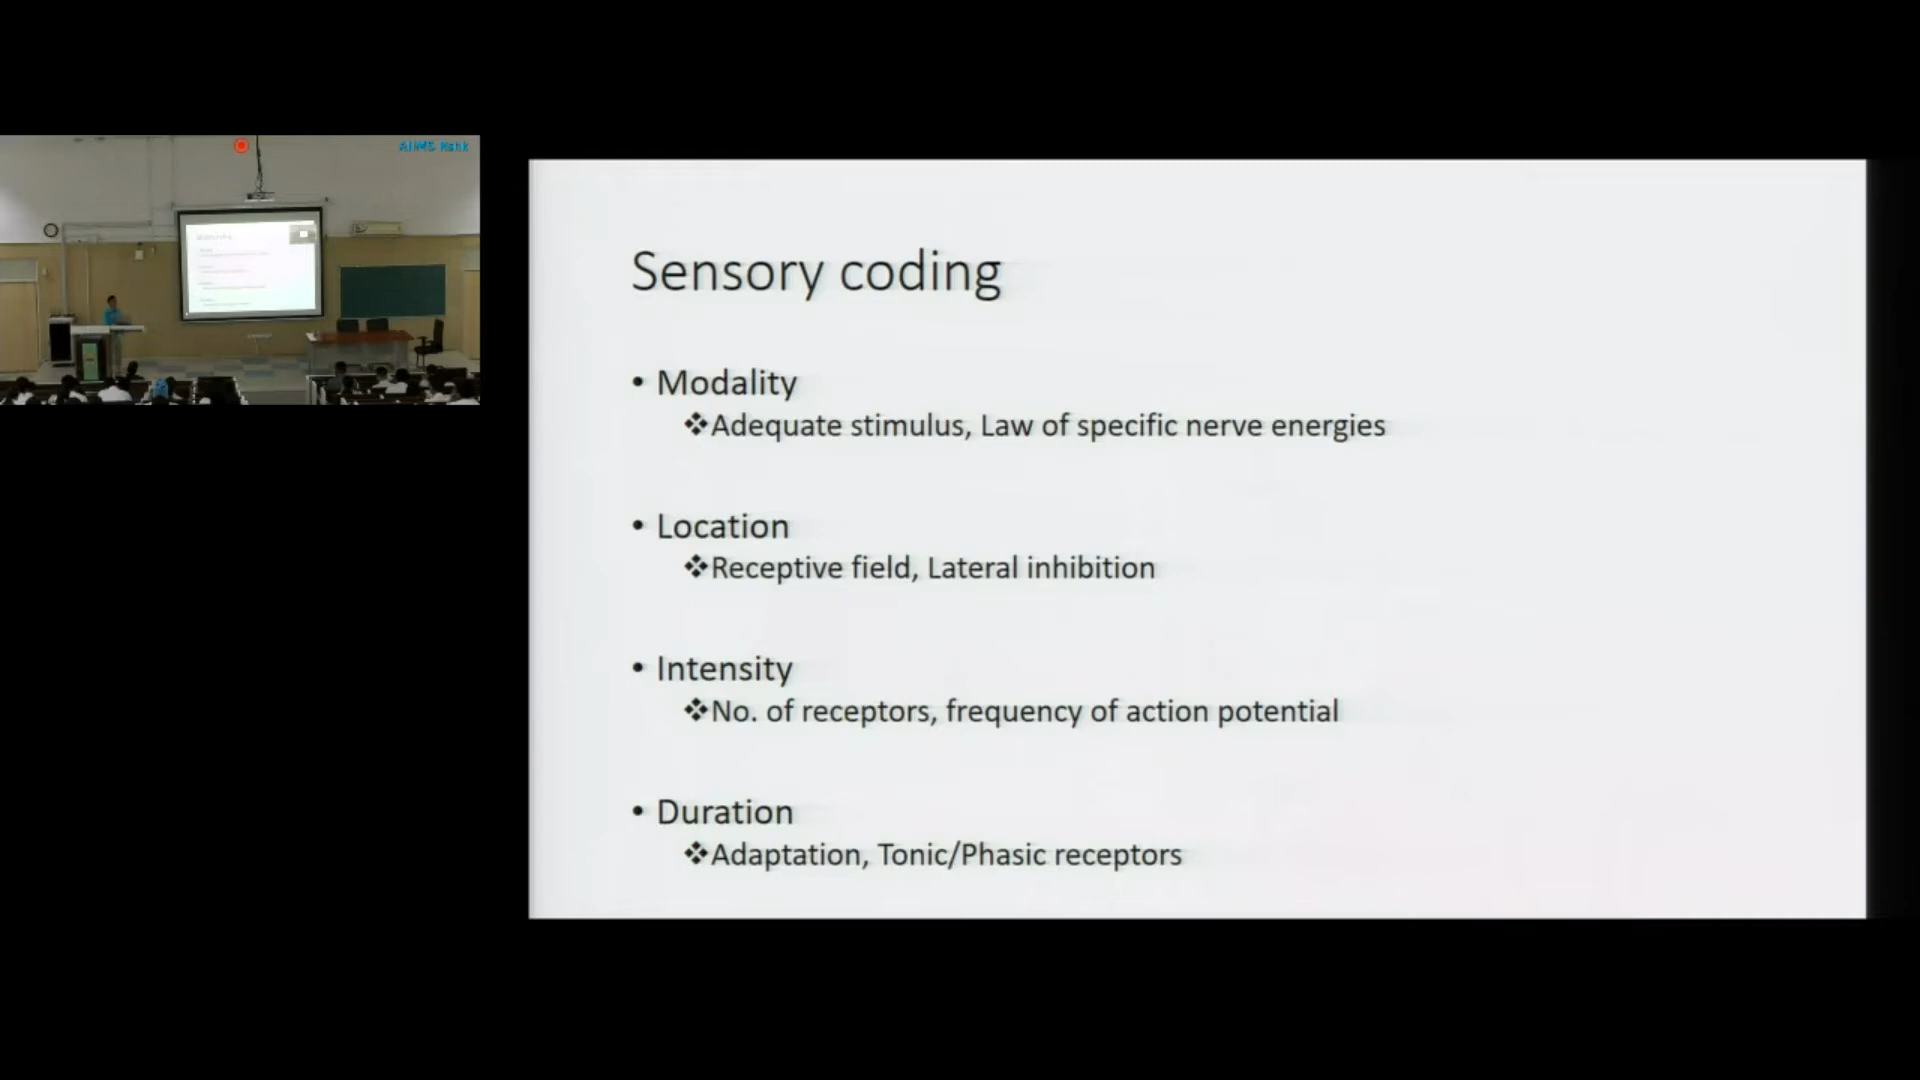 Sensory coding
• Modality
❖Adequate stimulus, Law of specific nerve energies
• Location
❖Receptive field, Lateral inhibition
• Intensity
❖No. of receptors, frequency of action potential
• Duration
❖Adaptation, Tonic/Phasic receptors